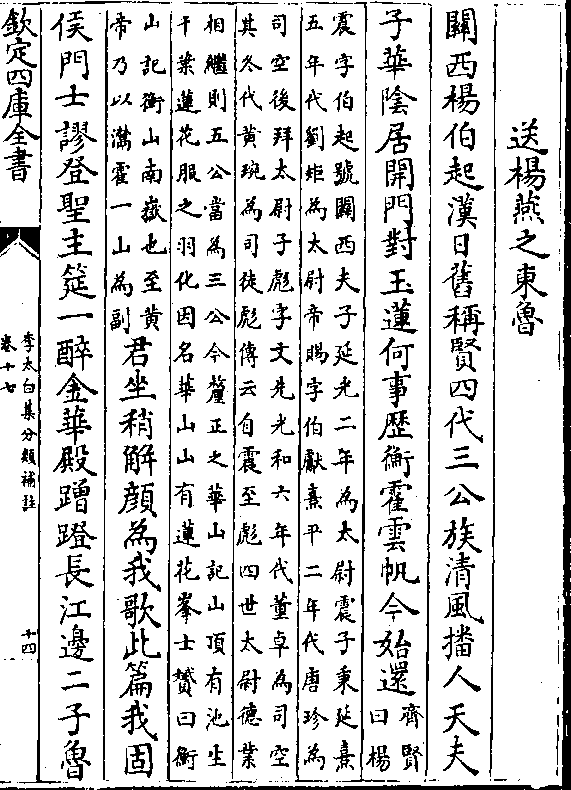 送楊燕之東魯
關西楊伯起漢日舊稱賢四代三公族清風播人天夫
子華陰居開門對玉蓮何事歷衡霍雲帆今始還
齊賢
曰楊
震字伯起號關西夫子延光二年為太尉震子秉延熹
五年代劉矩為太尉帝賜字伯獻熹平二年代唐珍為
司空後拜太尉子彪字文先光和六年代董卓為司空
其冬代黄琬為司徒彪傳云自震至彪四世太尉德業
相繼則五公當為三公今釐正之華山記山頂有池生
千葉蓮花服之羽化因名華山山有蓮花峯士贇曰衡
山記衡山南嶽也至黄
帝乃以灊霍一山為副
君坐稍解顔為我歌此篇我固
侯門士謬登聖主筵一醉金華殿蹭蹬長江邊二子魯
欽定四庫全書
李太白集分類補註
卷十七
十四